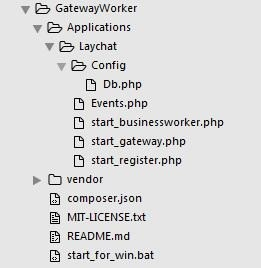 GatewayWorker
Applications
Laychat
Config
Db.php
Events.php
start_businessworker.php
start_gateway.php
start_register.php
vendor
composer.json
MIT-LICENSE.txt
README.md
start_for_win.bat